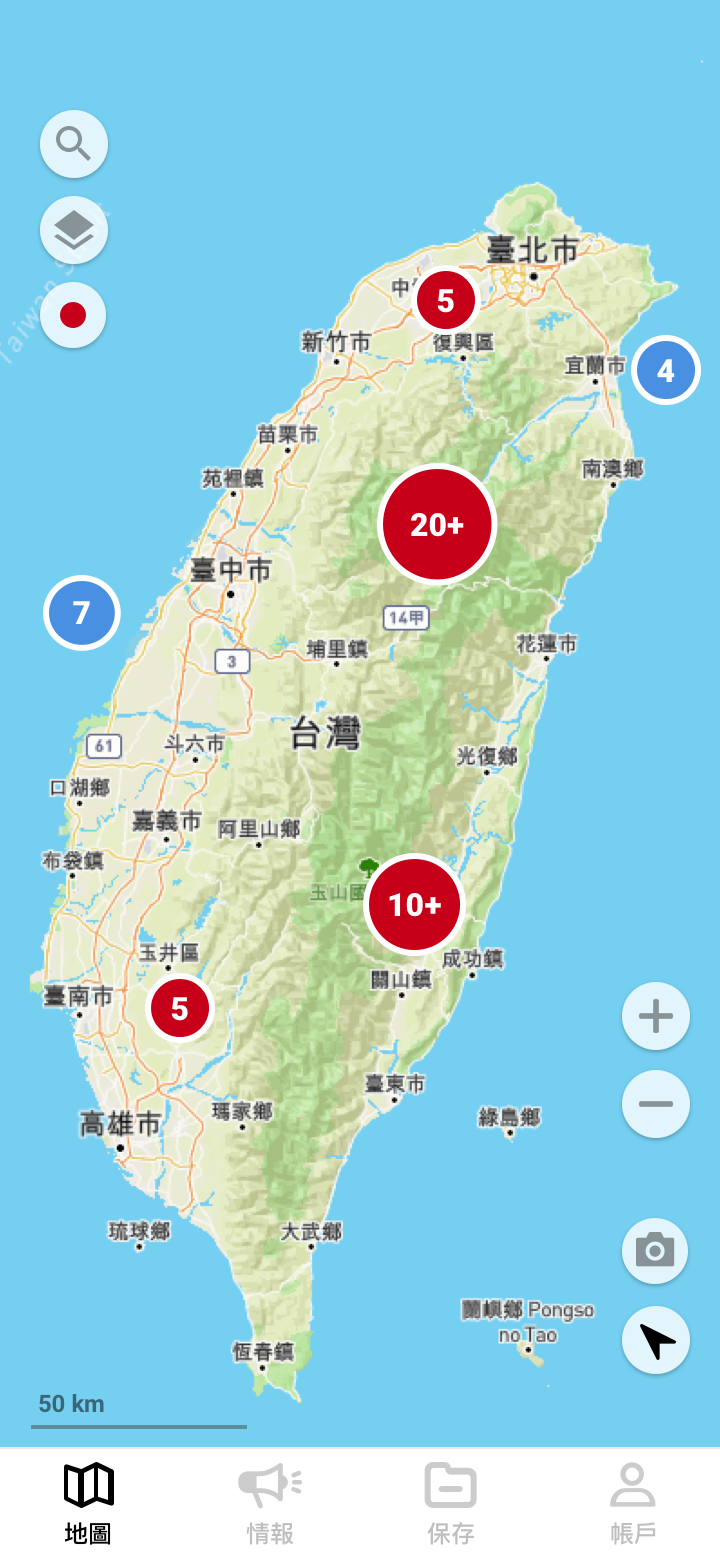 臺北市
5
復興區
新竹市
宜蘭市
4
苗栗市
南澳鄉
苑裡鎮
20+
臺中市
7
14甲
花蓮市
埔里鎮
3
台灣
61
斗六市
光復鄉
口湖鄉
嘉義市
阿里山鄉
布袋鎮
玉山國
10+
玉井區
成功鎮
關山鎮
臺南市
5
臺東市
瑪家鄉
綠島鄉
高雄市
琉球鄉
大武鄉
蘭嶼鄉 Pongso
no Tao
恆春鎮
50 km
地圖
情報
保存
帳戶